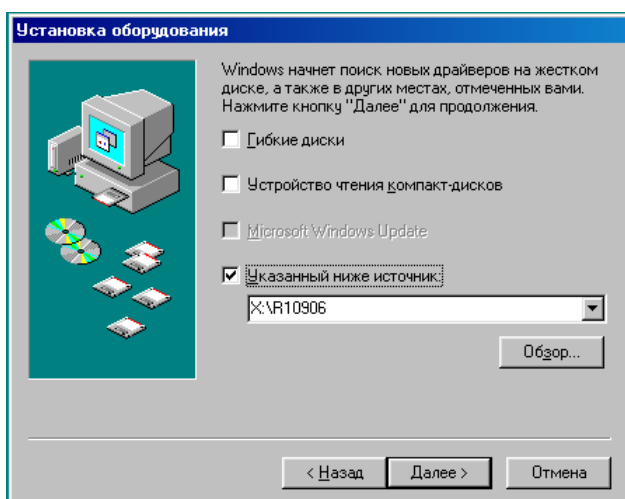 Установка оборудования
Windows начнет поиск новых драйверов на жестком
диске, а также в других местах, отмеченных вами.
Нажмите кнопку "Далее" для продолжения.
Гибкие диски
Устройство чтения компакт-дисков
Microsoft Windows Update
Указанный ниже источник:
X:\R10906
Обзор...
< Назад
Далее >
Отмена